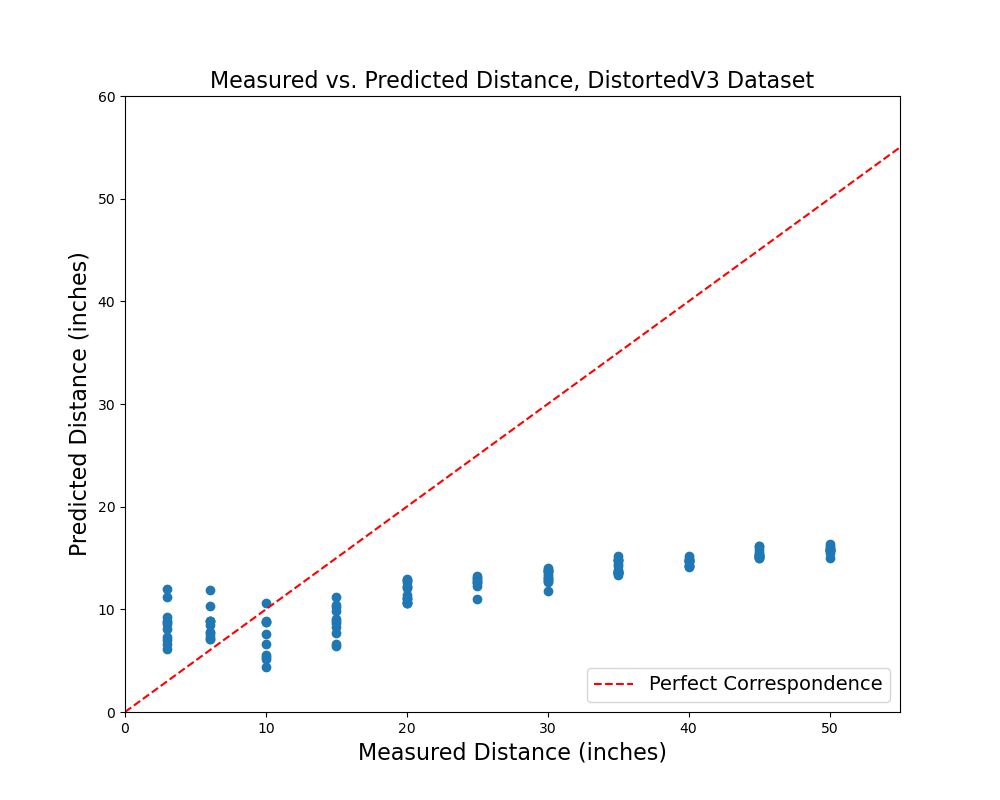 Measured vs. Predicted Distance, DistortedV3 Dataset
60
50
40
30
20
10
0
Predicted Distance (inches)
Perfect Correspondence
0 10 20 30 40 50
Measured Distance (inches)